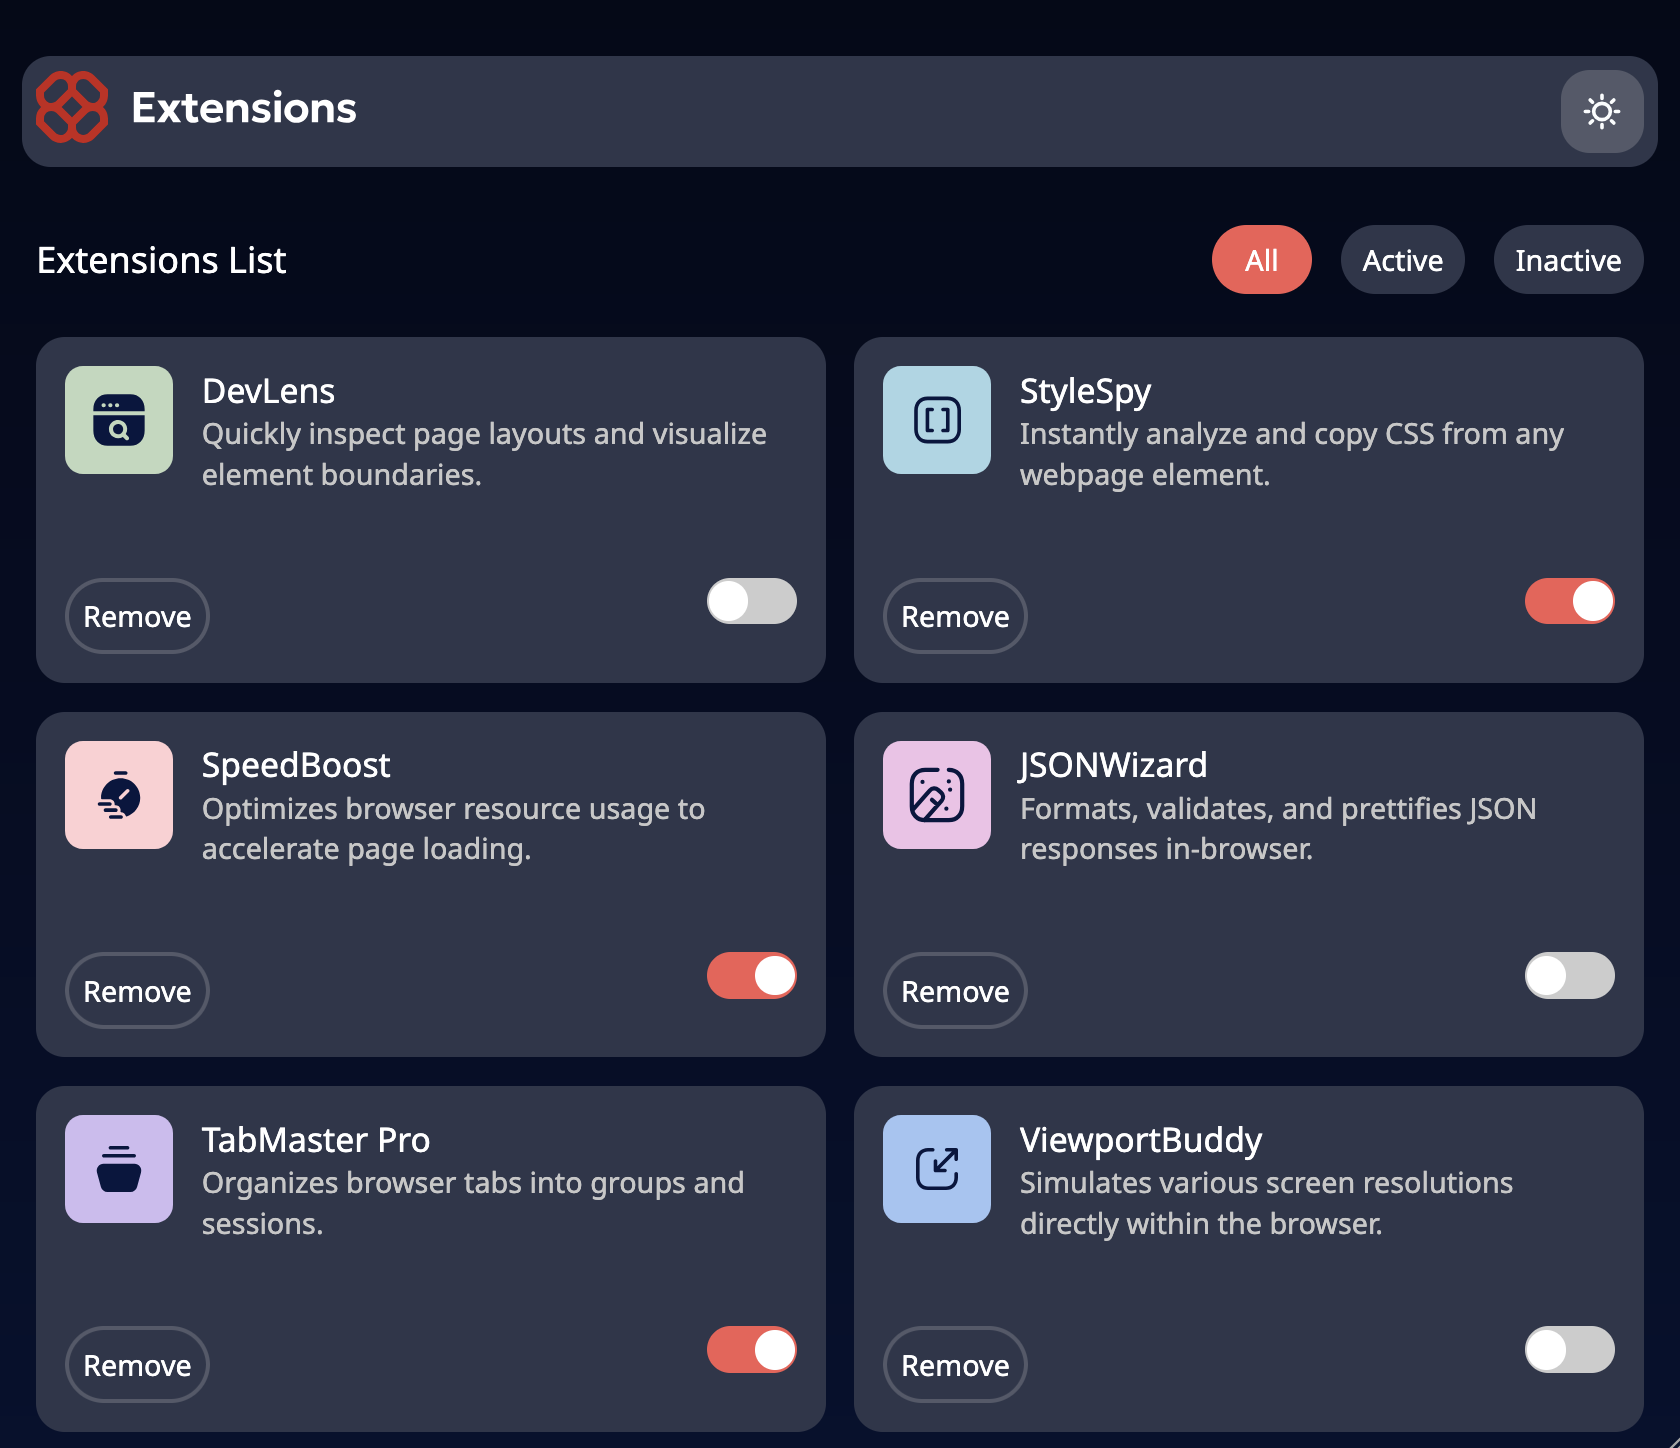 Extensions
Extensions List
All
Active
Inactive
DevLens
Quickly inspect page layouts and visualize
element boundaries.
Remove
StyleSpy
Instantly analyze and copy CSS from any
webpage element.
Remove
SpeedBoost
Optimizes browser resource usage to
accelerate page loading.
Remove
JSONWizard
Formats, validates, and prettifies JSON
responses in-browser.
Remove
TabMaster Pro
Organizes browser tabs into groups and
sessions.
Remove
ViewportBuddy
Simulates various screen resolutions
directly within the browser.
Remove